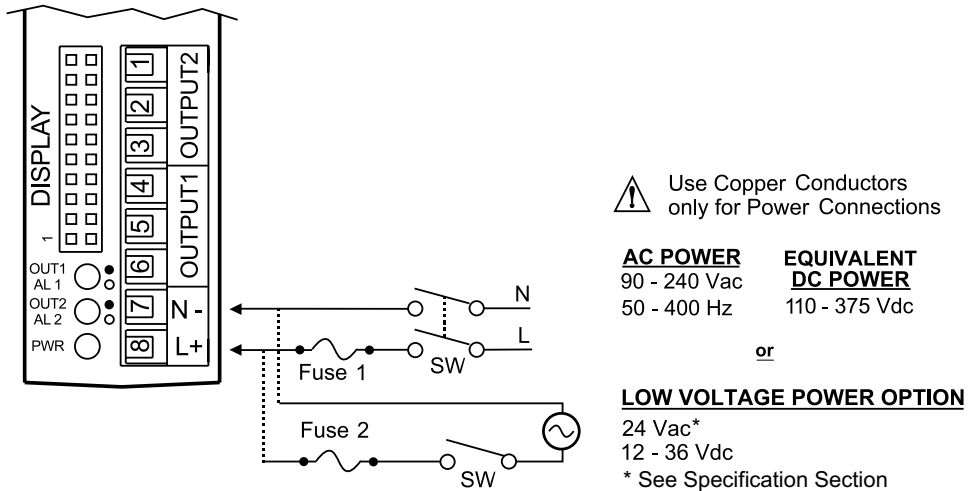 DISPLAY
1
1
2
3
4
5
6
7
8
OUTPUT2
OUTPUT1
N -
L+
OUT1
AL 1
OUT2
AL 2
PWR
N
L
SW
Fuse 1
Fuse 2
SW
Use Copper Conductors
only for Power Connections
AC POWER
90 - 240 Vac
50 - 400 Hz
EQUIVALENT
DC POWER
110 - 375 Vdc
or
LOW VOLTAGE POWER OPTION
24 Vac*
12 - 36 Vdc
* See Specification Section